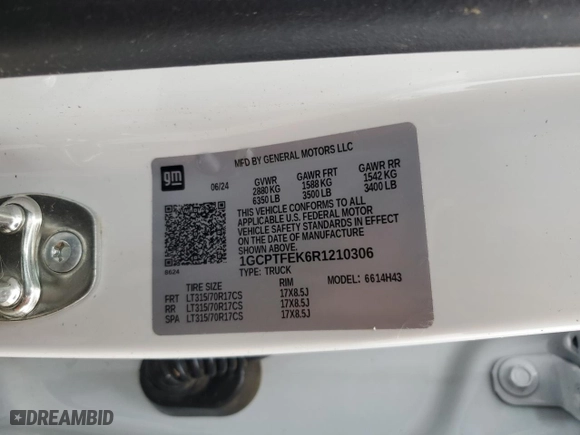 MFD BY GENERAL MOTORS LLC
gm
06/24
GVWR GAWR FRT GAWR RR
2880 KG 1588 KG 1542 KG
6350 LB 3500 LB 3400 LB
THIS VEHICLE CONFORMS TO ALL
APPLICABLE U.S. FEDERAL MOTOR
VEHICLE SAFETY STANDARDS IN EFFECT
ON THE DATE OF MANUFACTURE
SHOWN ABOVE.
1GCPTFEK6R1210306
6624
TYPE: TRUCK
MODEL: 6614H43
TIRE SIZE RIM
FRT LT315/70R17CS 17X8.5J
RR LT315/70R17CS 17X8.5J
SPA LT315/70R17CS 17X8.5J
DREAMBID